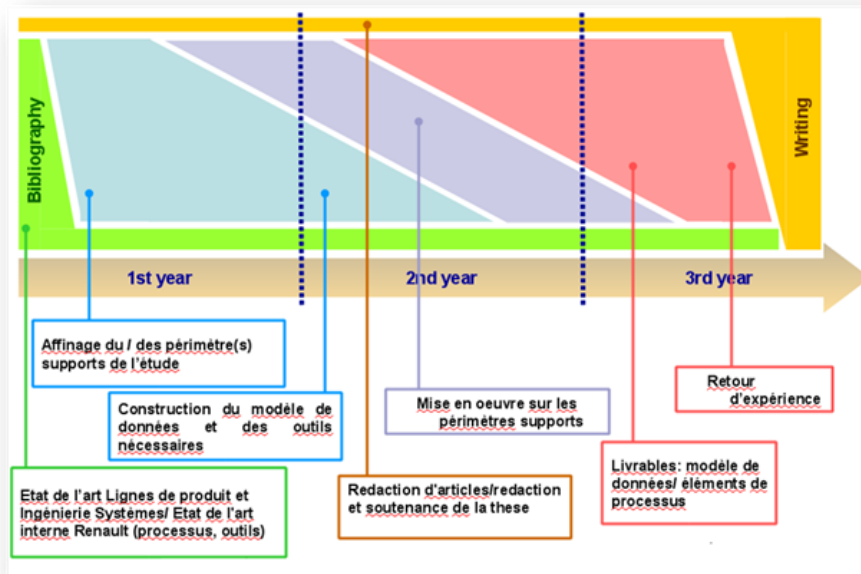 Bibliography
Writing
1st year
2nd year
3rd year
Affinage du / des périmètre(s)
supports de l'étude
Retour
d'expérience
Construction du modèle de
données et des outils
nécessaires
Mise en oeuvre sur les
périmètres supports
Livrables: modèle de
données/ éléments de
processus
Etat de l'art Lignes de produit et
Ingénierie Systèmes/ Etat de l'art
interne Renault (processus, outils)
Redaction d'articles/redaction
et soutenance de la these